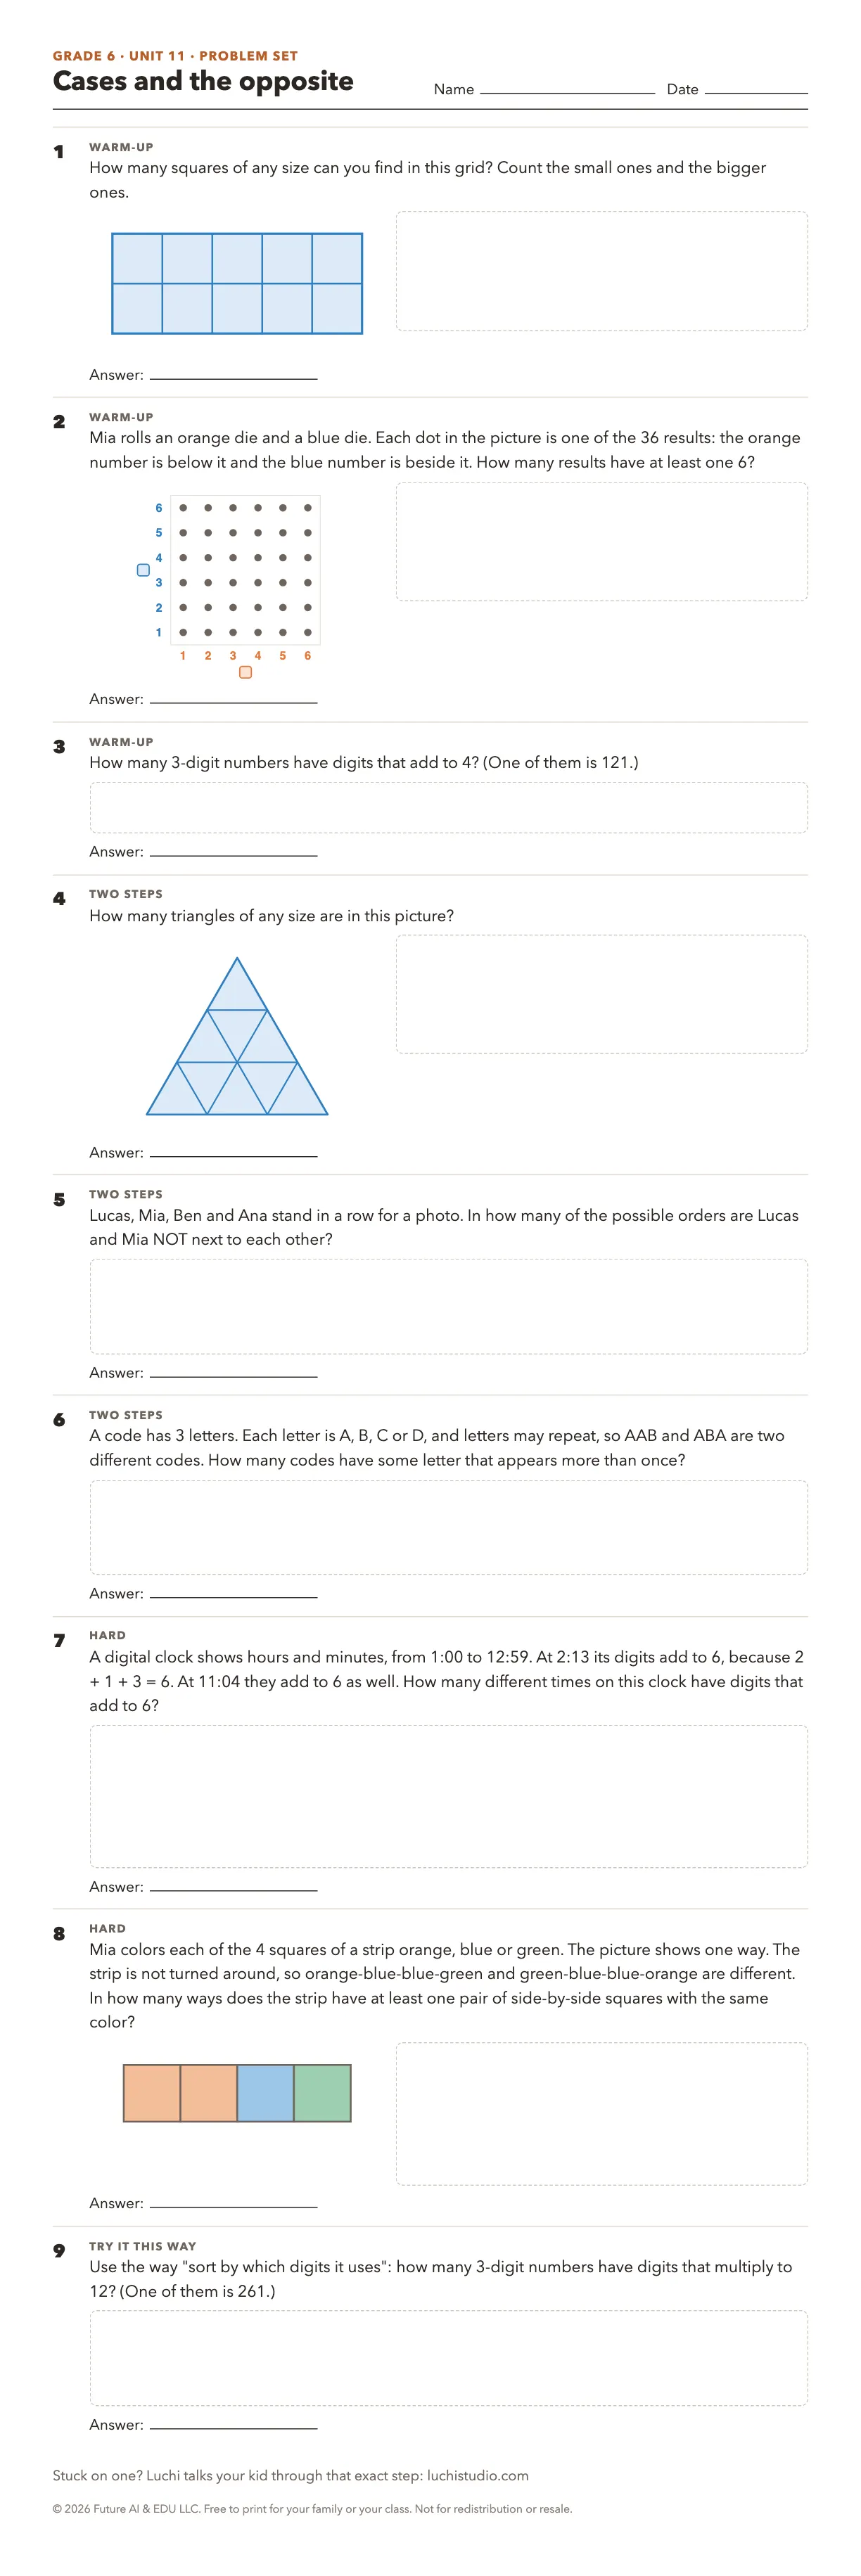 GRADE 6 · UNIT 11 · PROBLEM SET
Cases and the opposite
Name
Date
1
WARM-UP
How many squares of any size can you find in this grid? Count the small ones and the bigger
ones.
Answer:
2
WARM-UP
Mia rolls an orange die and a blue die. Each dot in the picture is one of the 36 results: the orange
number is below it and the blue number is beside it. How many results have at least one 6?
6
5
4
3
2
1
1 2 3 4 5 6
Answer:
3
WARM-UP
How many 3-digit numbers have digits that add to 4? (One of them is 121.)
Answer:
4
TWO STEPS
How many triangles of any size are in this picture?
Answer:
5
TWO STEPS
Lucas, Mia, Ben and Ana stand in a row for a photo. In how many of the possible orders are Lucas
and Mia NOT next to each other?
Answer:
6
TWO STEPS
A code has 3 letters. Each letter is A, B, C or D, and letters may repeat, so AAB and ABA are two
different codes. How many codes have some letter that appears more than once?
Answer:
7
HARD
A digital clock shows hours and minutes, from 1:00 to 12:59. At 2:13 its digits add to 6, because 2
+ 1 + 3 = 6. At 11:04 they add to 6 as well. How many different times on this clock have digits that
add to 6?
Answer:
8
HARD
Mia colors each of the 4 squares of a strip orange, blue or green. The picture shows one way. The
strip is not turned around, so orange-blue-blue-green and green-blue-blue-orange are different.
In how many ways does the strip have at least one pair of side-by-side squares with the same
color?
Answer:
9
TRY IT THIS WAY
Use the way "sort by which digits it uses": how many 3-digit numbers have digits that multiply to
12? (One of them is 261.)
Answer:
Stuck on one? Luchi talks your kid through that exact step: luchistudio.com
© 2026 Future AI & EDU LLC. Free to print for your family or your class. Not for redistribution or resale.